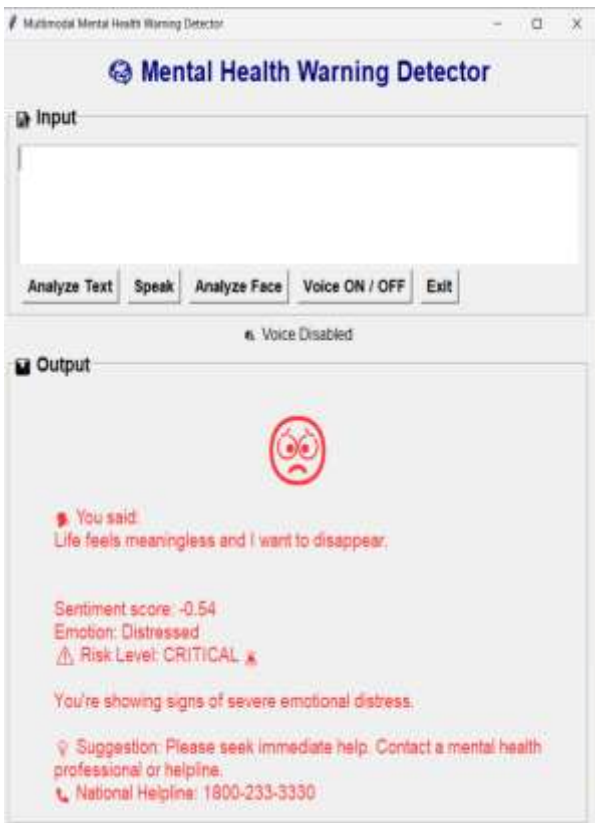 Multimodal Mental Health Warning Detector
Mental Health Warning Detector
Input
Analyze Text Speak Analyze Face Voice ON / OFF Exit
Voice Disabled
Output
You said:
Life feels meaningless and I want to disappear.
Sentiment score: -0.54
Emotion: Distressed
⚠ Risk Level: CRITICAL
You're showing signs of severe emotional distress.
Suggestion: Please seek immediate help. Contact a mental health
professional or helpline.
National Helpline: 1800-233-3330